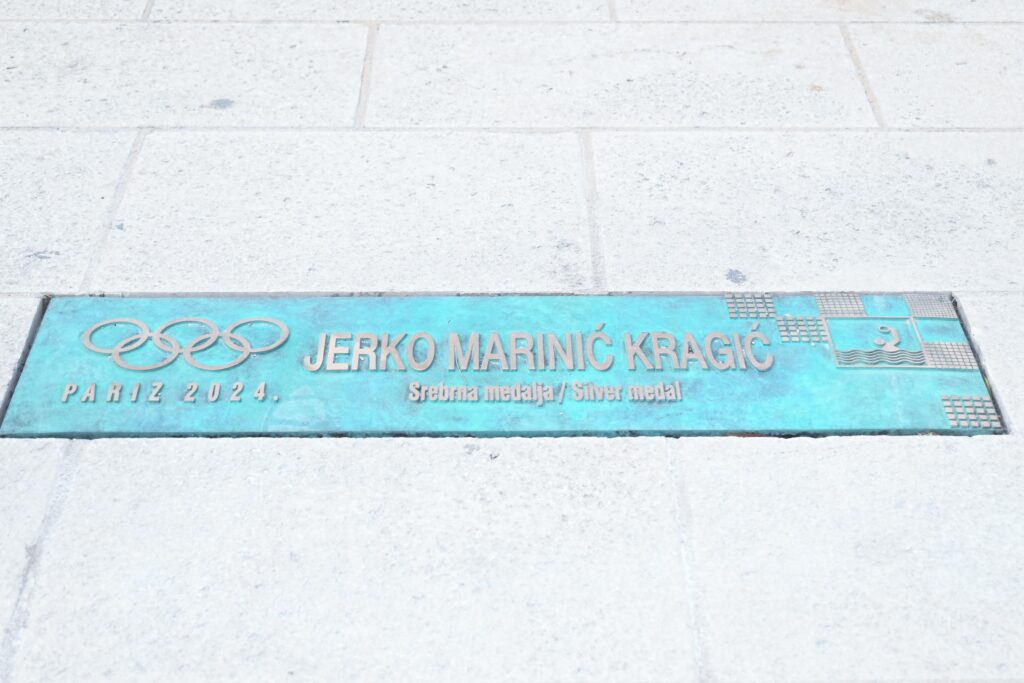 JERKO MARINIĆ KRAGIĆ
Srebrna medalja / Silver medal
PARIZ 2024.